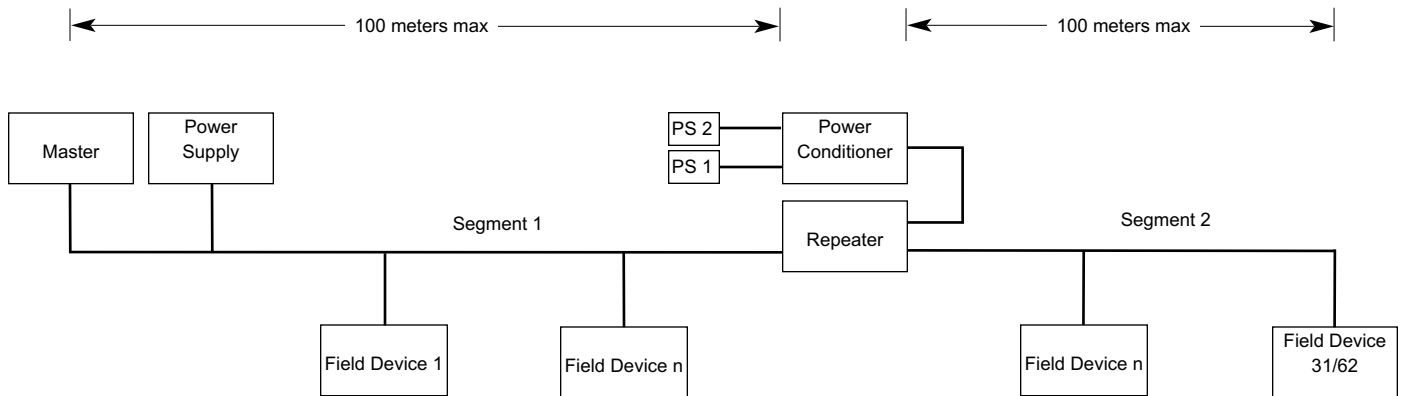 100 meters max
100 meters max
Master
Power
Supply
PS 2
PS 1
Power
Conditioner
Segment 1
Repeater
Segment 2
Field Device 1
Field Device n
Field Device n
Field Device
31/62